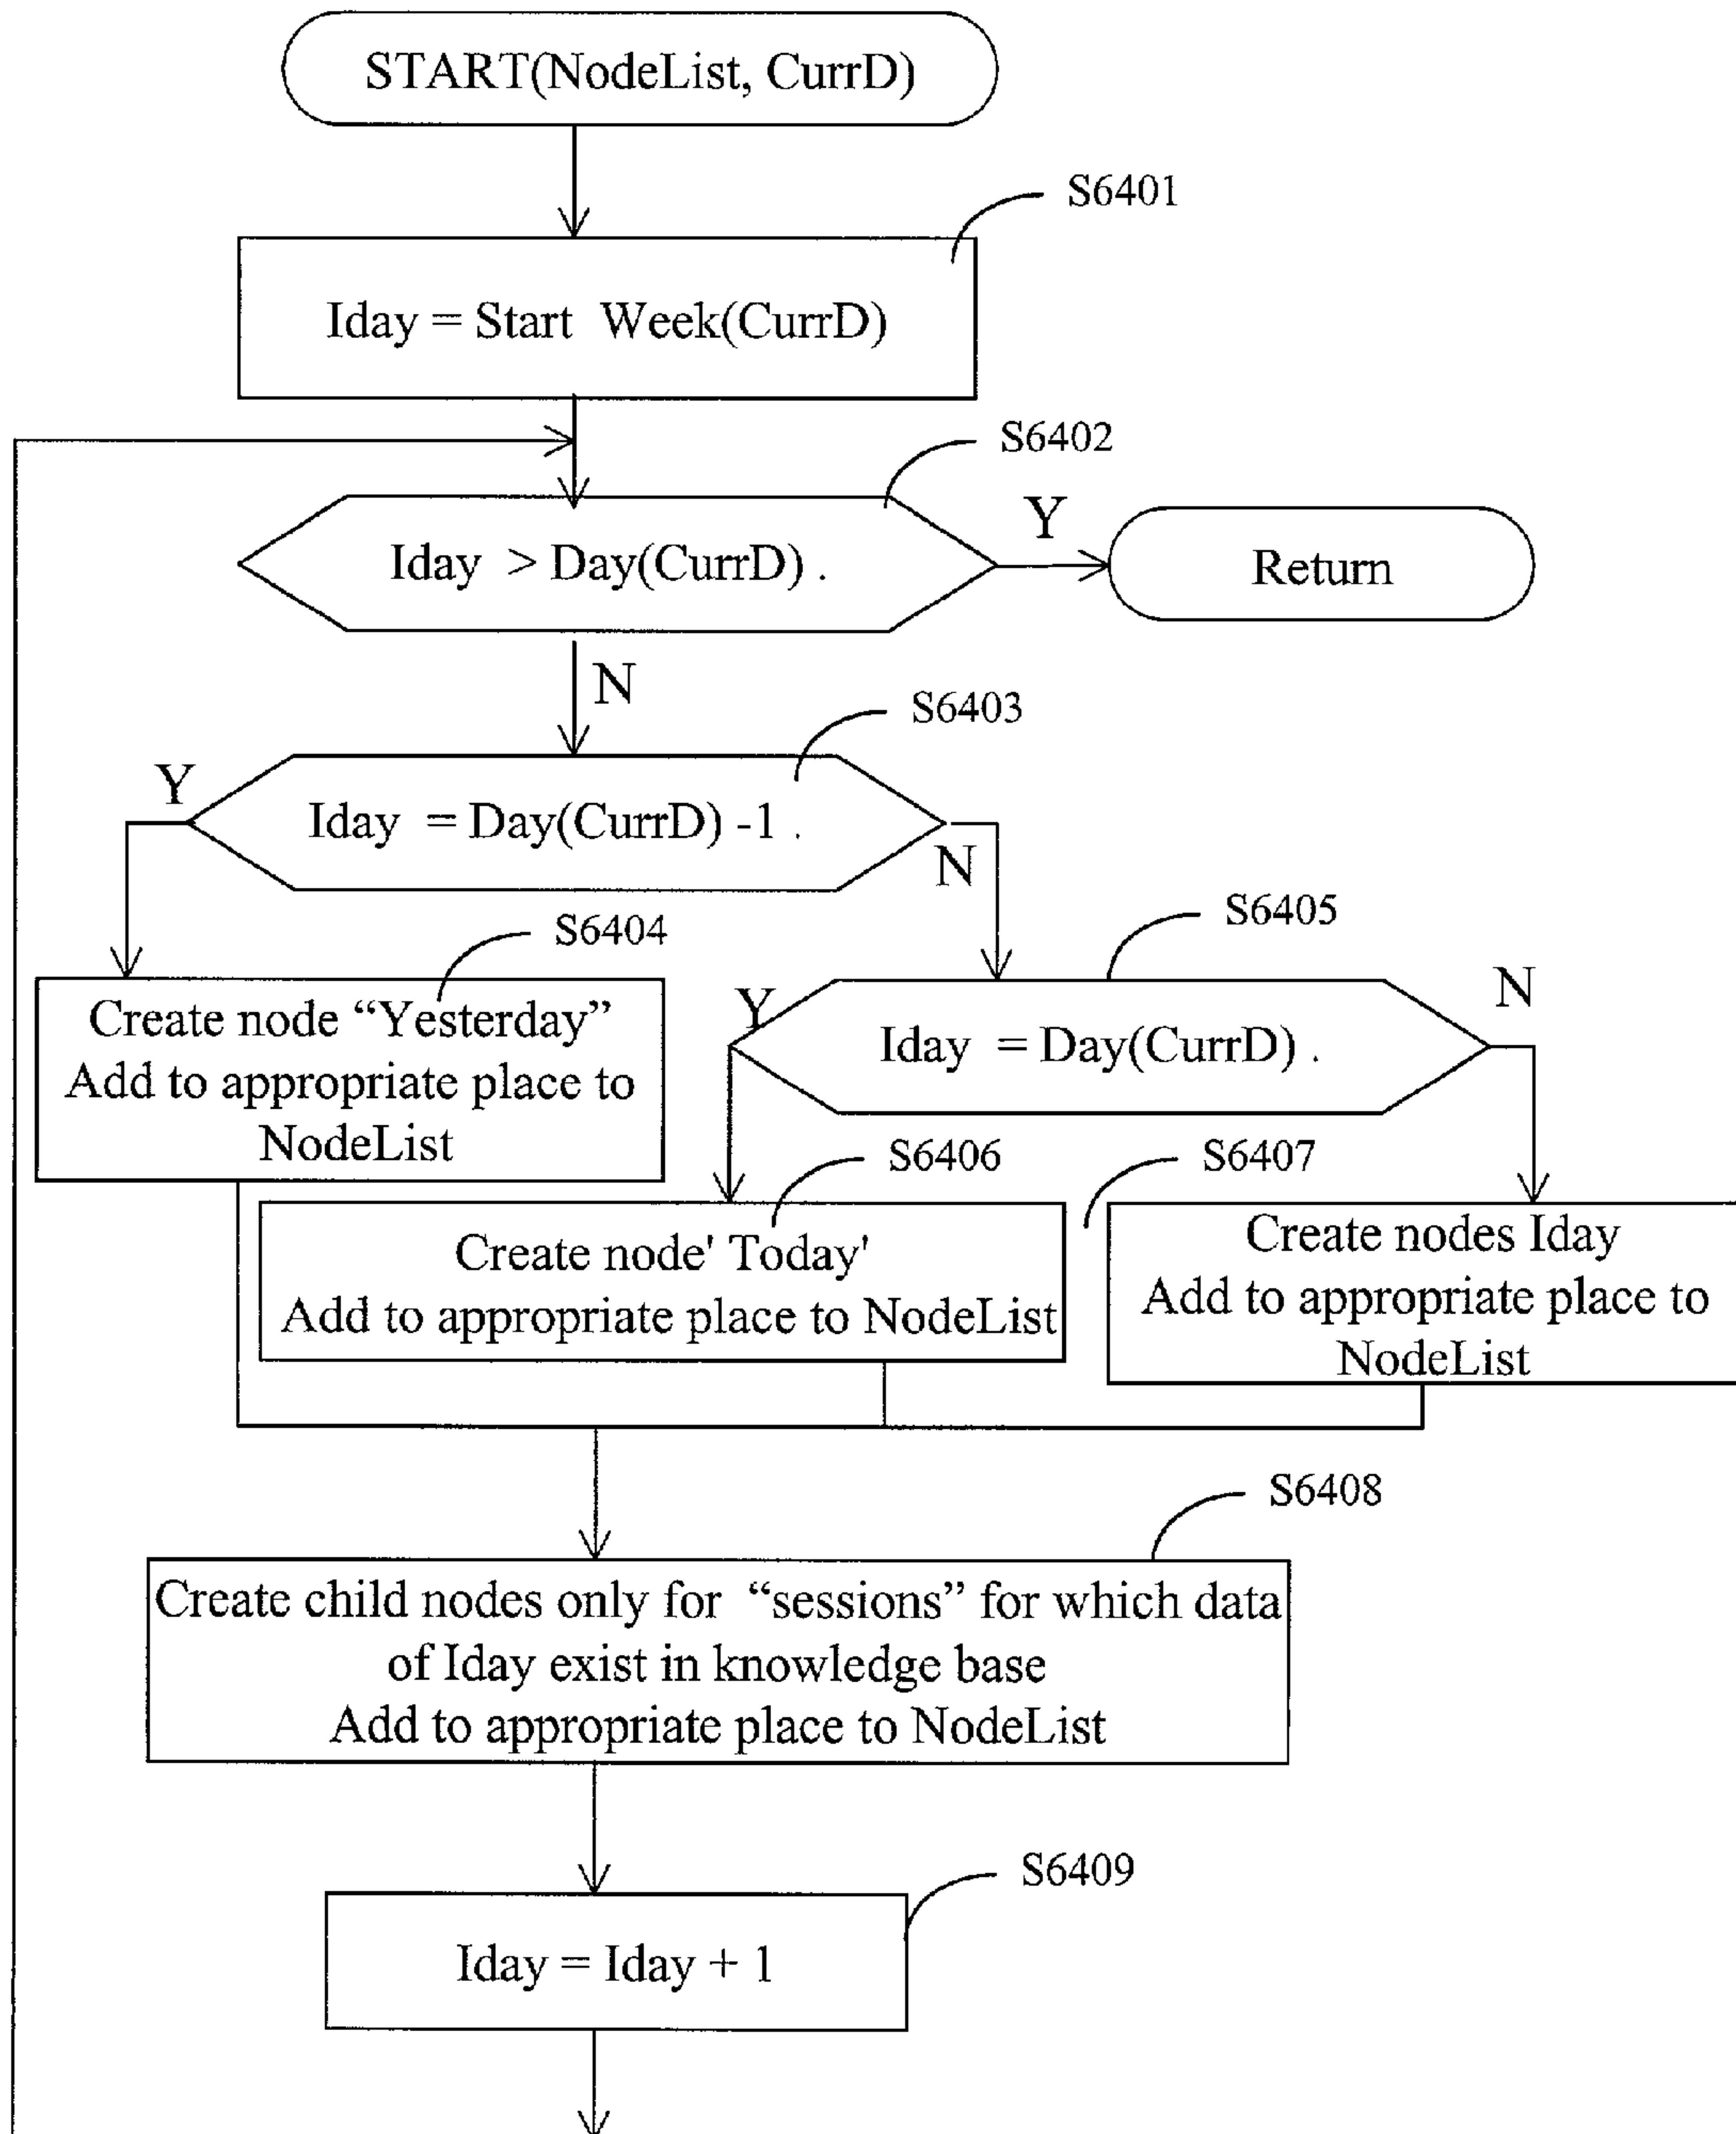 START(NodeList, CurrD)
S6401
Iday = Start Week(CurrD)
S6402
Iday > Day(CurrD) .
Y
Return
N
S6403
Y
Iday = Day(CurrD) -1 .
N
S6404
S6405
Create node “Yesterday”
Add to appropriate place to
NodeList
Y
Iday = Day(CurrD) .
N
S6406
S6407
Create node' Today'
Add to appropriate place to NodeList
Create nodes Iday
Add to appropriate place to
NodeList
S6408
Create child nodes only for “sessions” for which data
of Iday exist in knowledge base
Add to appropriate place to NodeList
S6409
Iday = Iday + 1